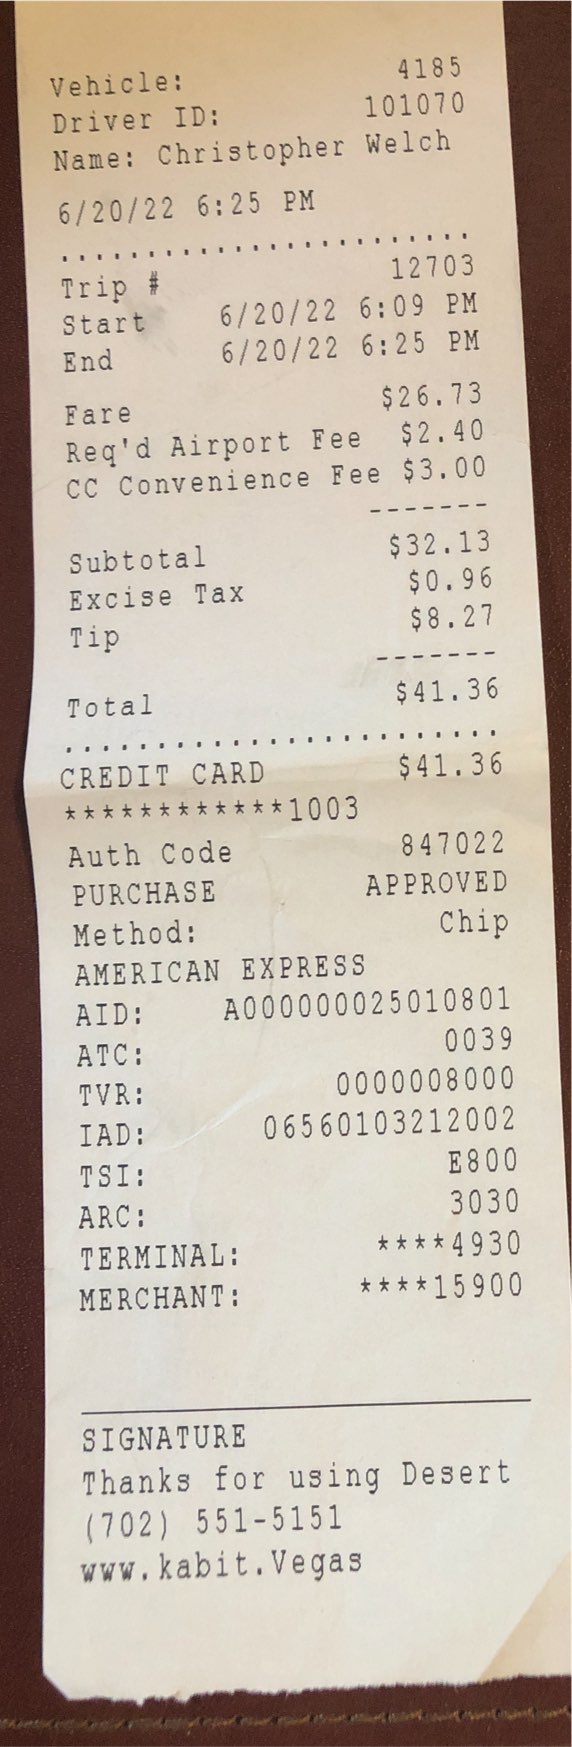 Vehicle: 4185
Driver ID: 101070
Name: Christopher Welch
6/20/22 6:25 PM
........................
Trip # 12703
Start 6/20/22 6:09 PM
End 6/20/22 6:25 PM
Fare $26.73
Req'd Airport Fee $2.40
CC Convenience Fee $3.00
-------
Subtotal $32.13
Excise Tax $0.96
Tip $8.27
-------
Total $41.36
........................
CREDIT CARD $41.36
************1003
Auth Code 847022
PURCHASE APPROVED
Method: Chip
AMERICAN EXPRESS
AID: A000000025010801
ATC: 0039
TVR: 0000008000
IAD: 06560103212002
TSI: E800
ARC: 3030
TERMINAL: ****4930
MERCHANT: ****15900
SIGNATURE
Thanks for using Desert
(702) 551-5151
www.kabit.Vegas